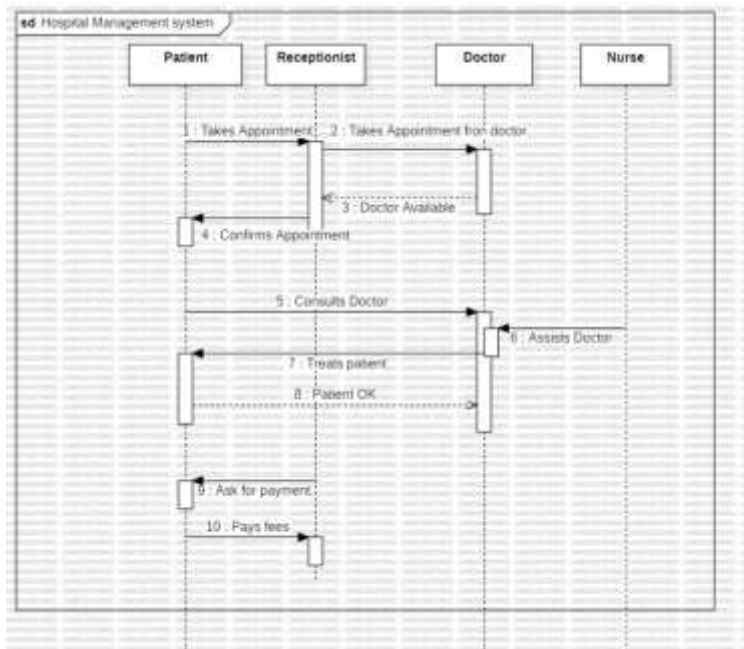 sd Hospital Management system
Patient
Receptionist
Doctor
Nurse
1 : Takes Appointment
2 : Takes Appointment fron doctor
3 : Doctor Available
4 : Confirms Appointment
5 : Consults Doctor
6 : Assists Doctor
7 : Treats patient
8 : Patient OK
9 : Ask for payment
10 : Pays fees